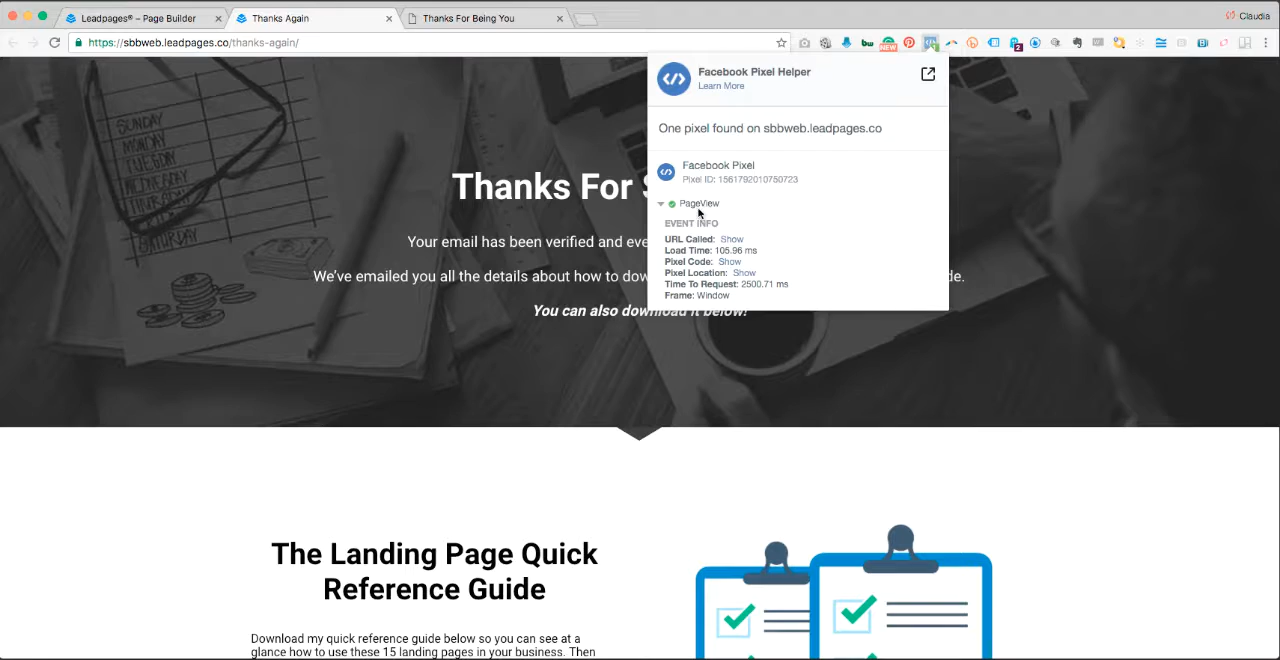 Leadpages® – Page Builder
Thanks Again
Thanks For Being You
Claudia
https://sbbweb.leadpages.co/thanks-again/
NEW
2
Facebook Pixel Helper
Learn More
One pixel found on sbbweb.leadpages.co
Facebook Pixel
Pixel ID: 1561792010750723
PageView
EVENT INFO
URL Called: Show
Load Time: 105.96 ms
Pixel Code: Show
Pixel Location: Show
Time To Request: 2500.71 ms
Frame: Window
SUNDAY
MONDAY
TUESDAY
WEDNESDAY
THURSDAY
FRIDAY
SATURDAY
Thanks For S
Your email has been verified and eve
We've emailed you all the details about how to dow de.
You can also download it below!
The Landing Page Quick
Reference Guide
Download my quick reference guide below so you can see at a
glance how to use these 15 landing pages in your business. Then